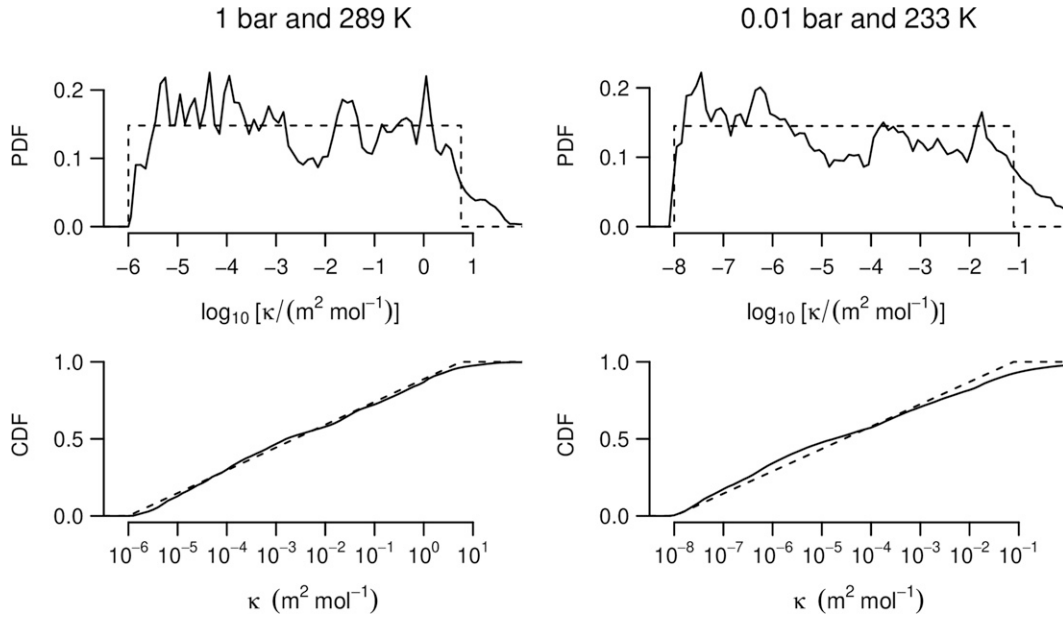 1 bar and 289 K
0.01 bar and 233 K
PDF
0.2
0.1
0.0
−6 −5 −4 −3 −2 −1 0 1
log₁₀ [κ/(m² mol⁻¹)]
PDF
0.2
0.1
0.0
−8 −7 −6 −5 −4 −3 −2 −1
log₁₀ [κ/(m² mol⁻¹)]
CDF
1.0
0.5
0.0
10⁻⁶ 10⁻⁵ 10⁻⁴ 10⁻³ 10⁻² 10⁻¹ 10⁰ 10¹
κ (m² mol⁻¹)
CDF
1.0
0.5
0.0
10⁻⁸ 10⁻⁷ 10⁻⁶ 10⁻⁵ 10⁻⁴ 10⁻³ 10⁻² 10⁻¹
κ (m² mol⁻¹)